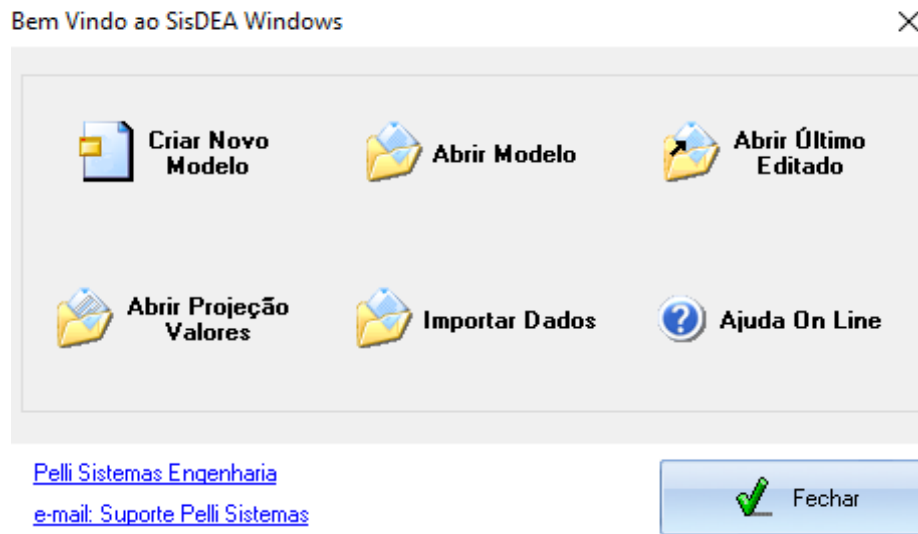 Bem Vindo ao SisDEA Windows
Criar Novo
Modelo
Abrir Modelo
Abrir Último
Editado
Abrir Projeção
Valores
Importar Dados
Ajuda On Line
Pelli Sistemas Engenharia
e-mail: Suporte Pelli Sistemas
Fechar